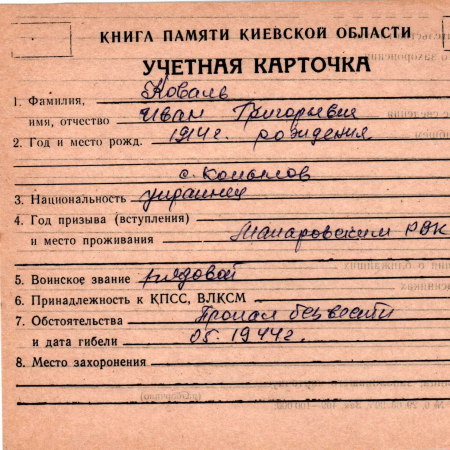 КНИГА ПАМЯТИ КИЕВСКОЙ ОБЛАСТИ
УЧЕТНАЯ КАРТОЧКА
1. Фамилия, Коваль
имя, отчество Иван Григорьевич
2. Год и место рожд. 1914г. рождения
с. Копылов
3. Национальность украинец
4. Год призыва (вступления)
и место проживания Макаровским РВК
5. Воинское звание рядовой
6. Принадлежность к КПСС, ВЛКСМ
7. Обстоятельства Пропал без вести
и дата гибели 05.1944г.
8. Место захоронения